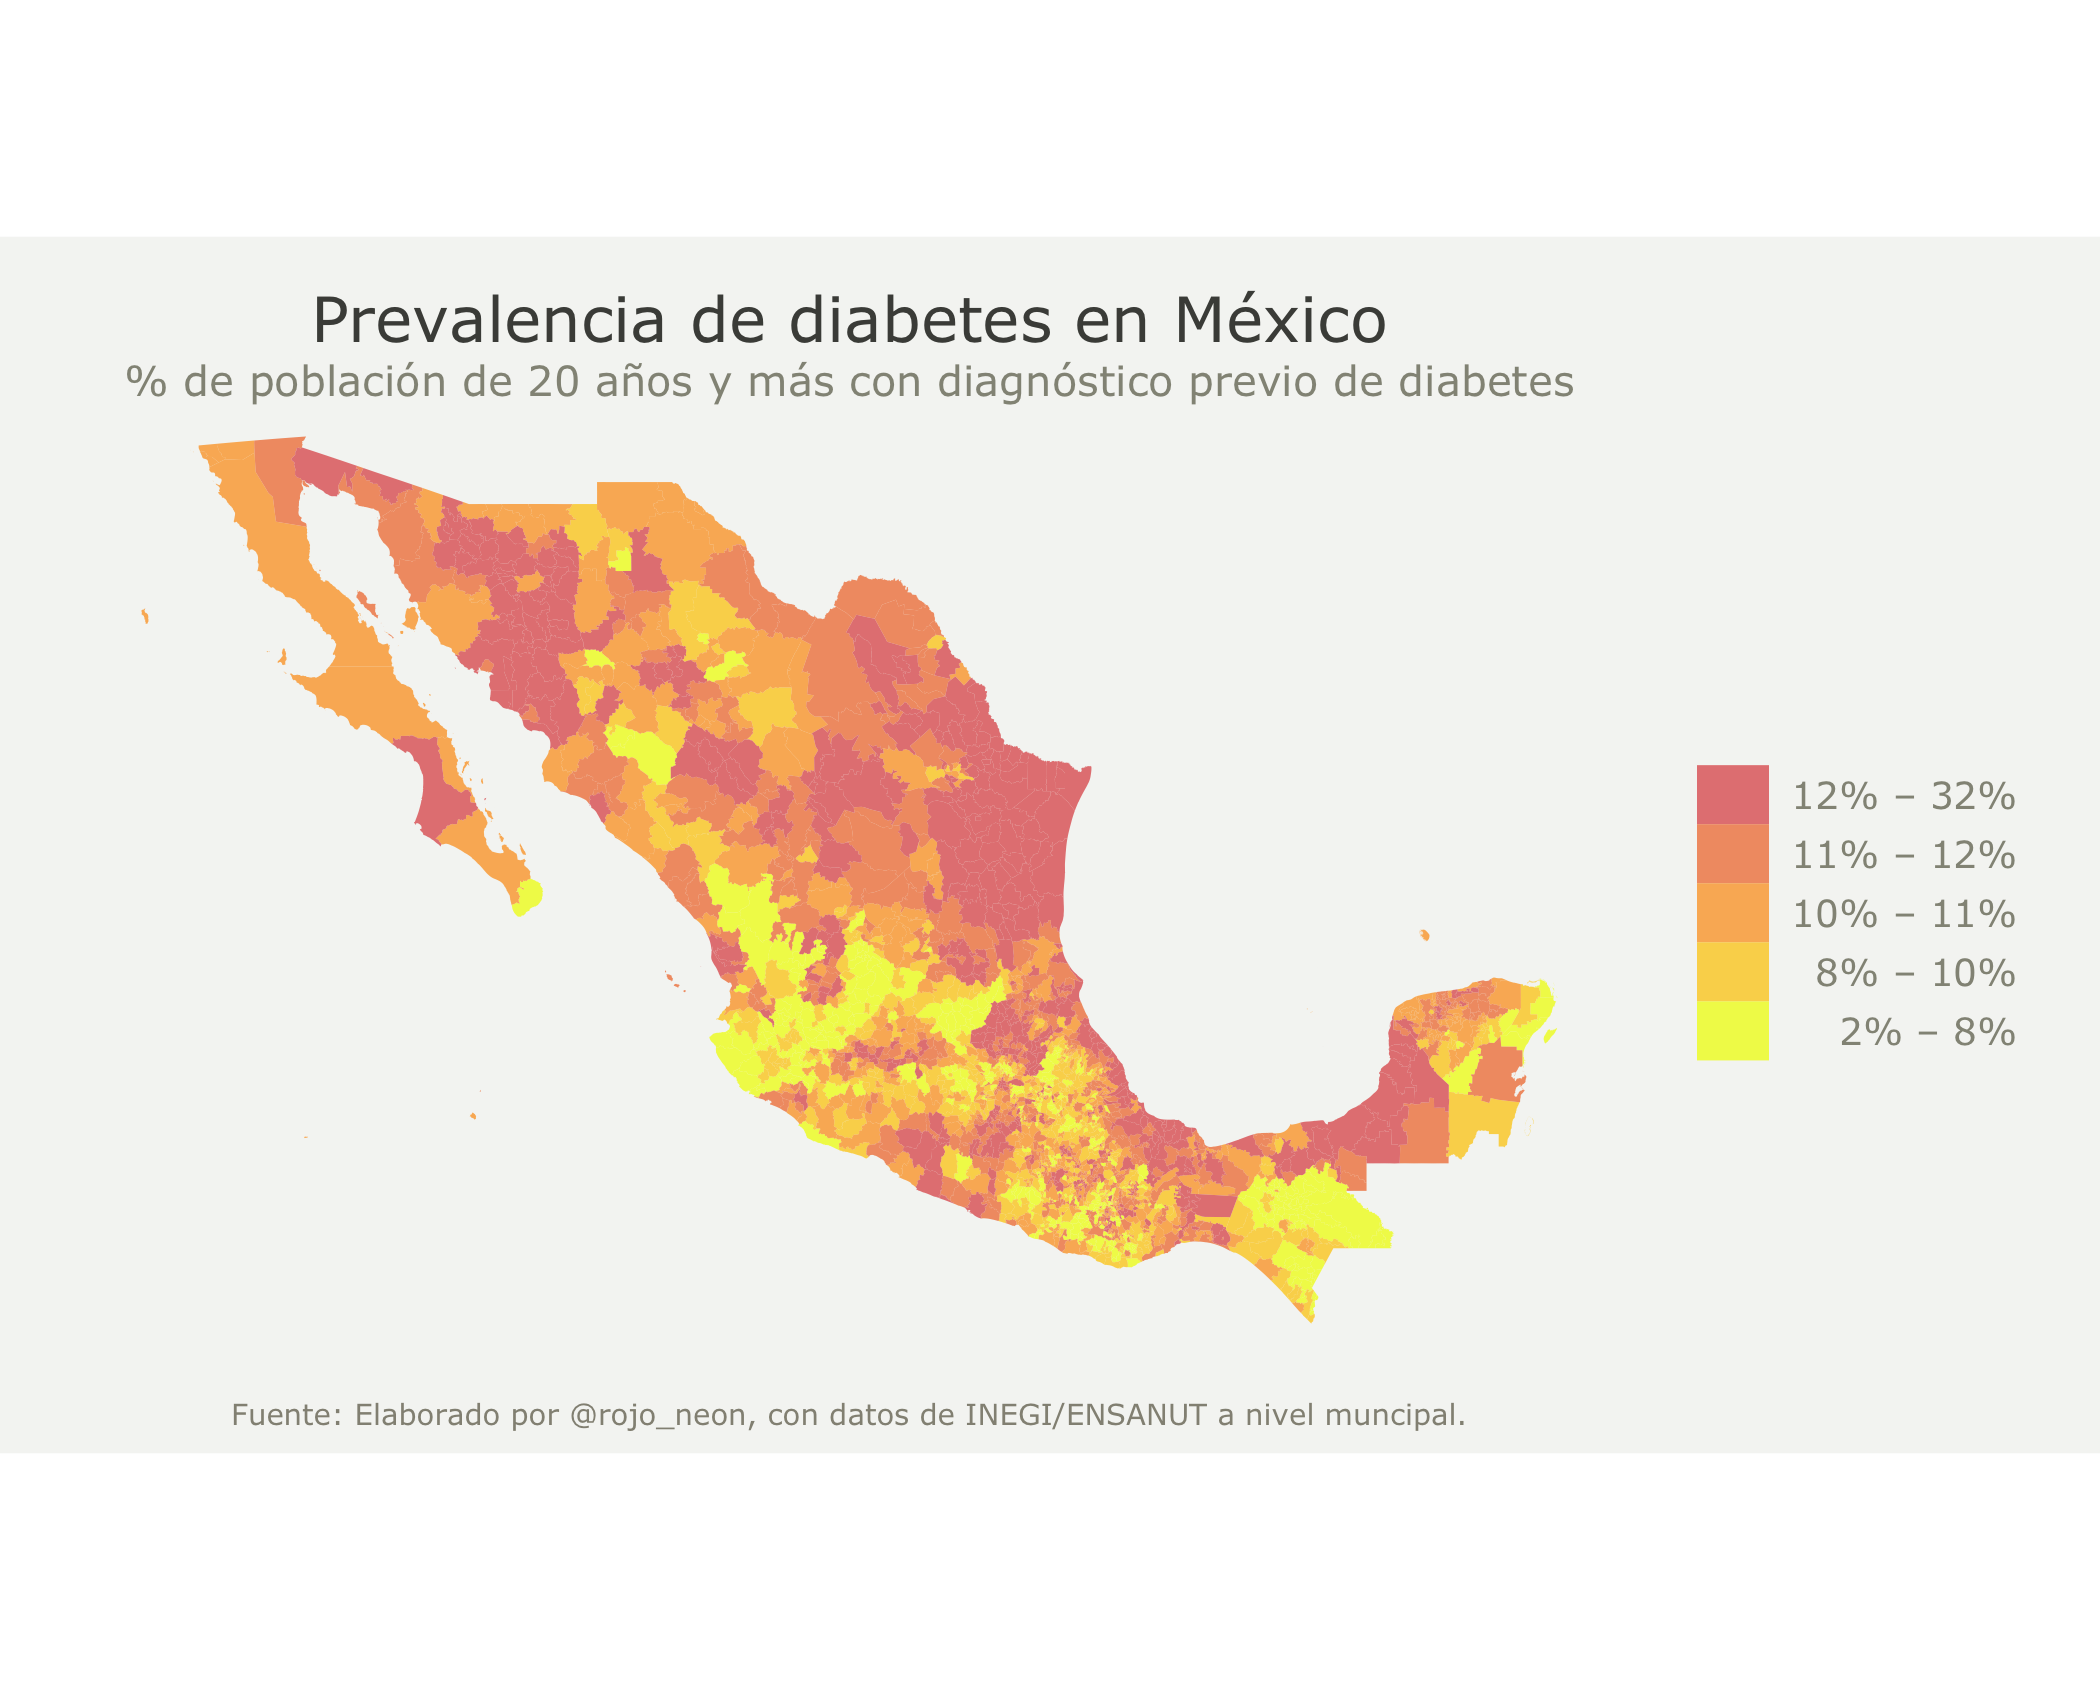 Prevalencia de diabetes en México
% de población de 20 años y más con diagnóstico previo de diabetes
12% – 32%
11% – 12%
10% – 11%
8% – 10%
2% – 8%
Fuente: Elaborado por @rojo_neon, con datos de INEGI/ENSANUT a nivel muncipal.